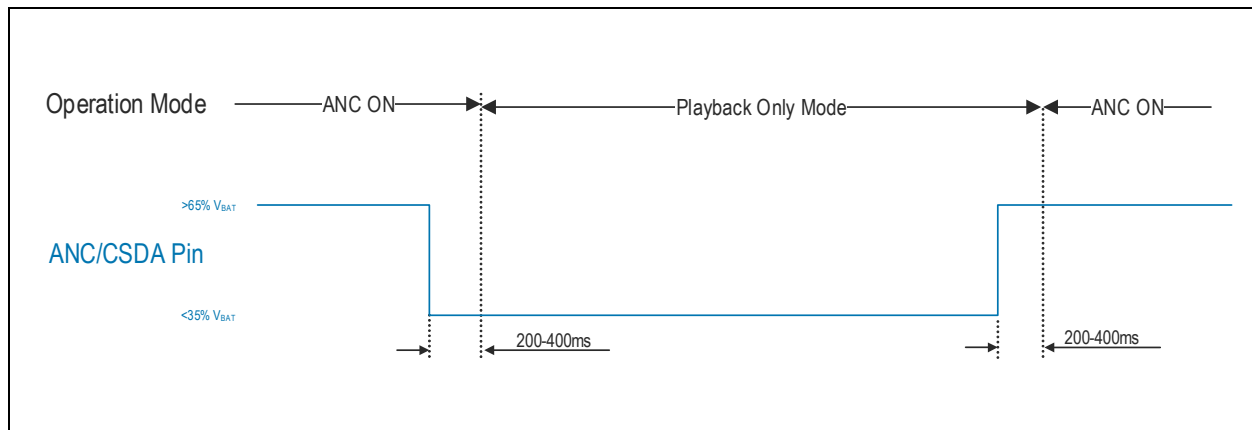 Operation Mode
ANC ON
Playback Only Mode
ANC ON
>65% VBAT
ANC/CSDA Pin
<35% VBAT
200-400ms
200-400ms